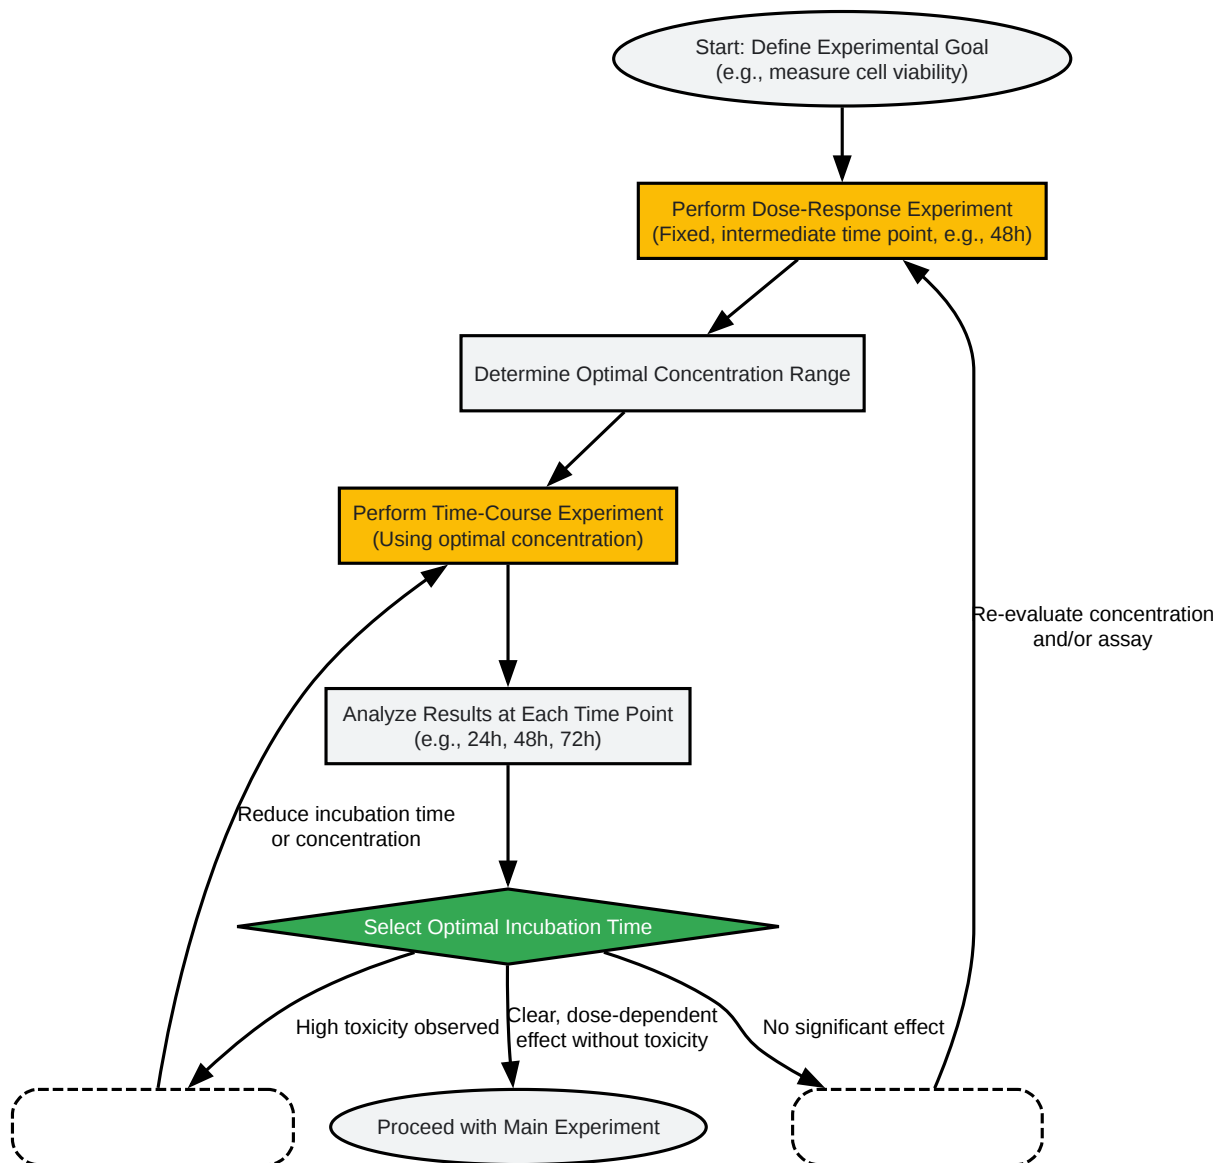 Start: Define Experimental Goal
(e.g., measure cell viability)
Perform Dose-Response Experiment
(Fixed, intermediate time point, e.g., 48h)
Determine Optimal Concentration Range
Perform Time-Course Experiment
(Using optimal concentration)
Re-evaluate concentration
and/or assay
Analyze Results at Each Time Point
(e.g., 24h, 48h, 72h)
Reduce incubation time
or concentration
Select Optimal Incubation Time
High toxicity observed
Clear, dose-dependent
effect without toxicity
No significant effect
Proceed with Main Experiment